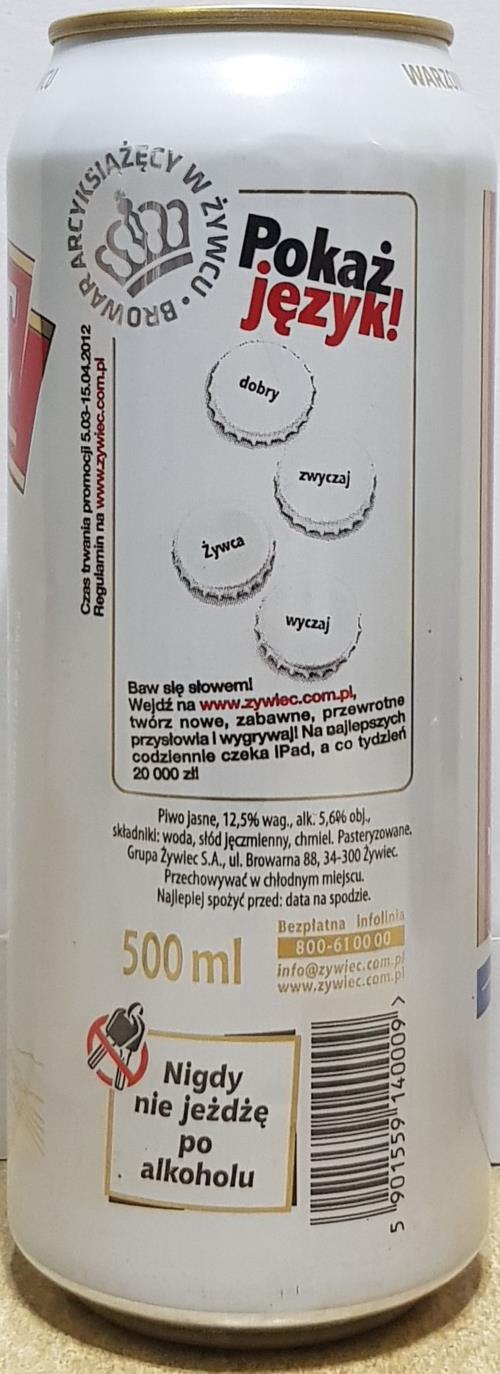 WARZO
BROWAR ARCYKSIĄŻĘCY W ŻYWCU •
Pokaż
język!
dobry
zwyczaj
Żywca
wyczaj
Czas trwania promocji 5.03-15.04.2012
Regulamin na www.zywiec.com.pl
Baw się słowem!
Wejdź na www.zywiec.com.pl,
twórz nowe, zabawne, przewrotne
przysłowia i wygrywaj! Na najlepszych
codziennie czeka iPad, a co tydzień
20 000 zł!
Piwo jasne, 12,5% wag., alk. 5,6% obj.,
składniki: woda, słód jęczmienny, chmiel. Pasteryzowane.
Grupa Żywiec S.A., ul. Browarna 88, 34-300 Żywiec.
Przechowywać w chłodnym miejscu.
Najlepiej spożyć przed: data na spodzie.
500 ml
Bezpłatna infolinia
800-61 00 00
info@zywiec.com.pl
www.zywiec.com.pl
Nigdy
nie jeżdżę
po
alkoholu
5 901559 140009 >